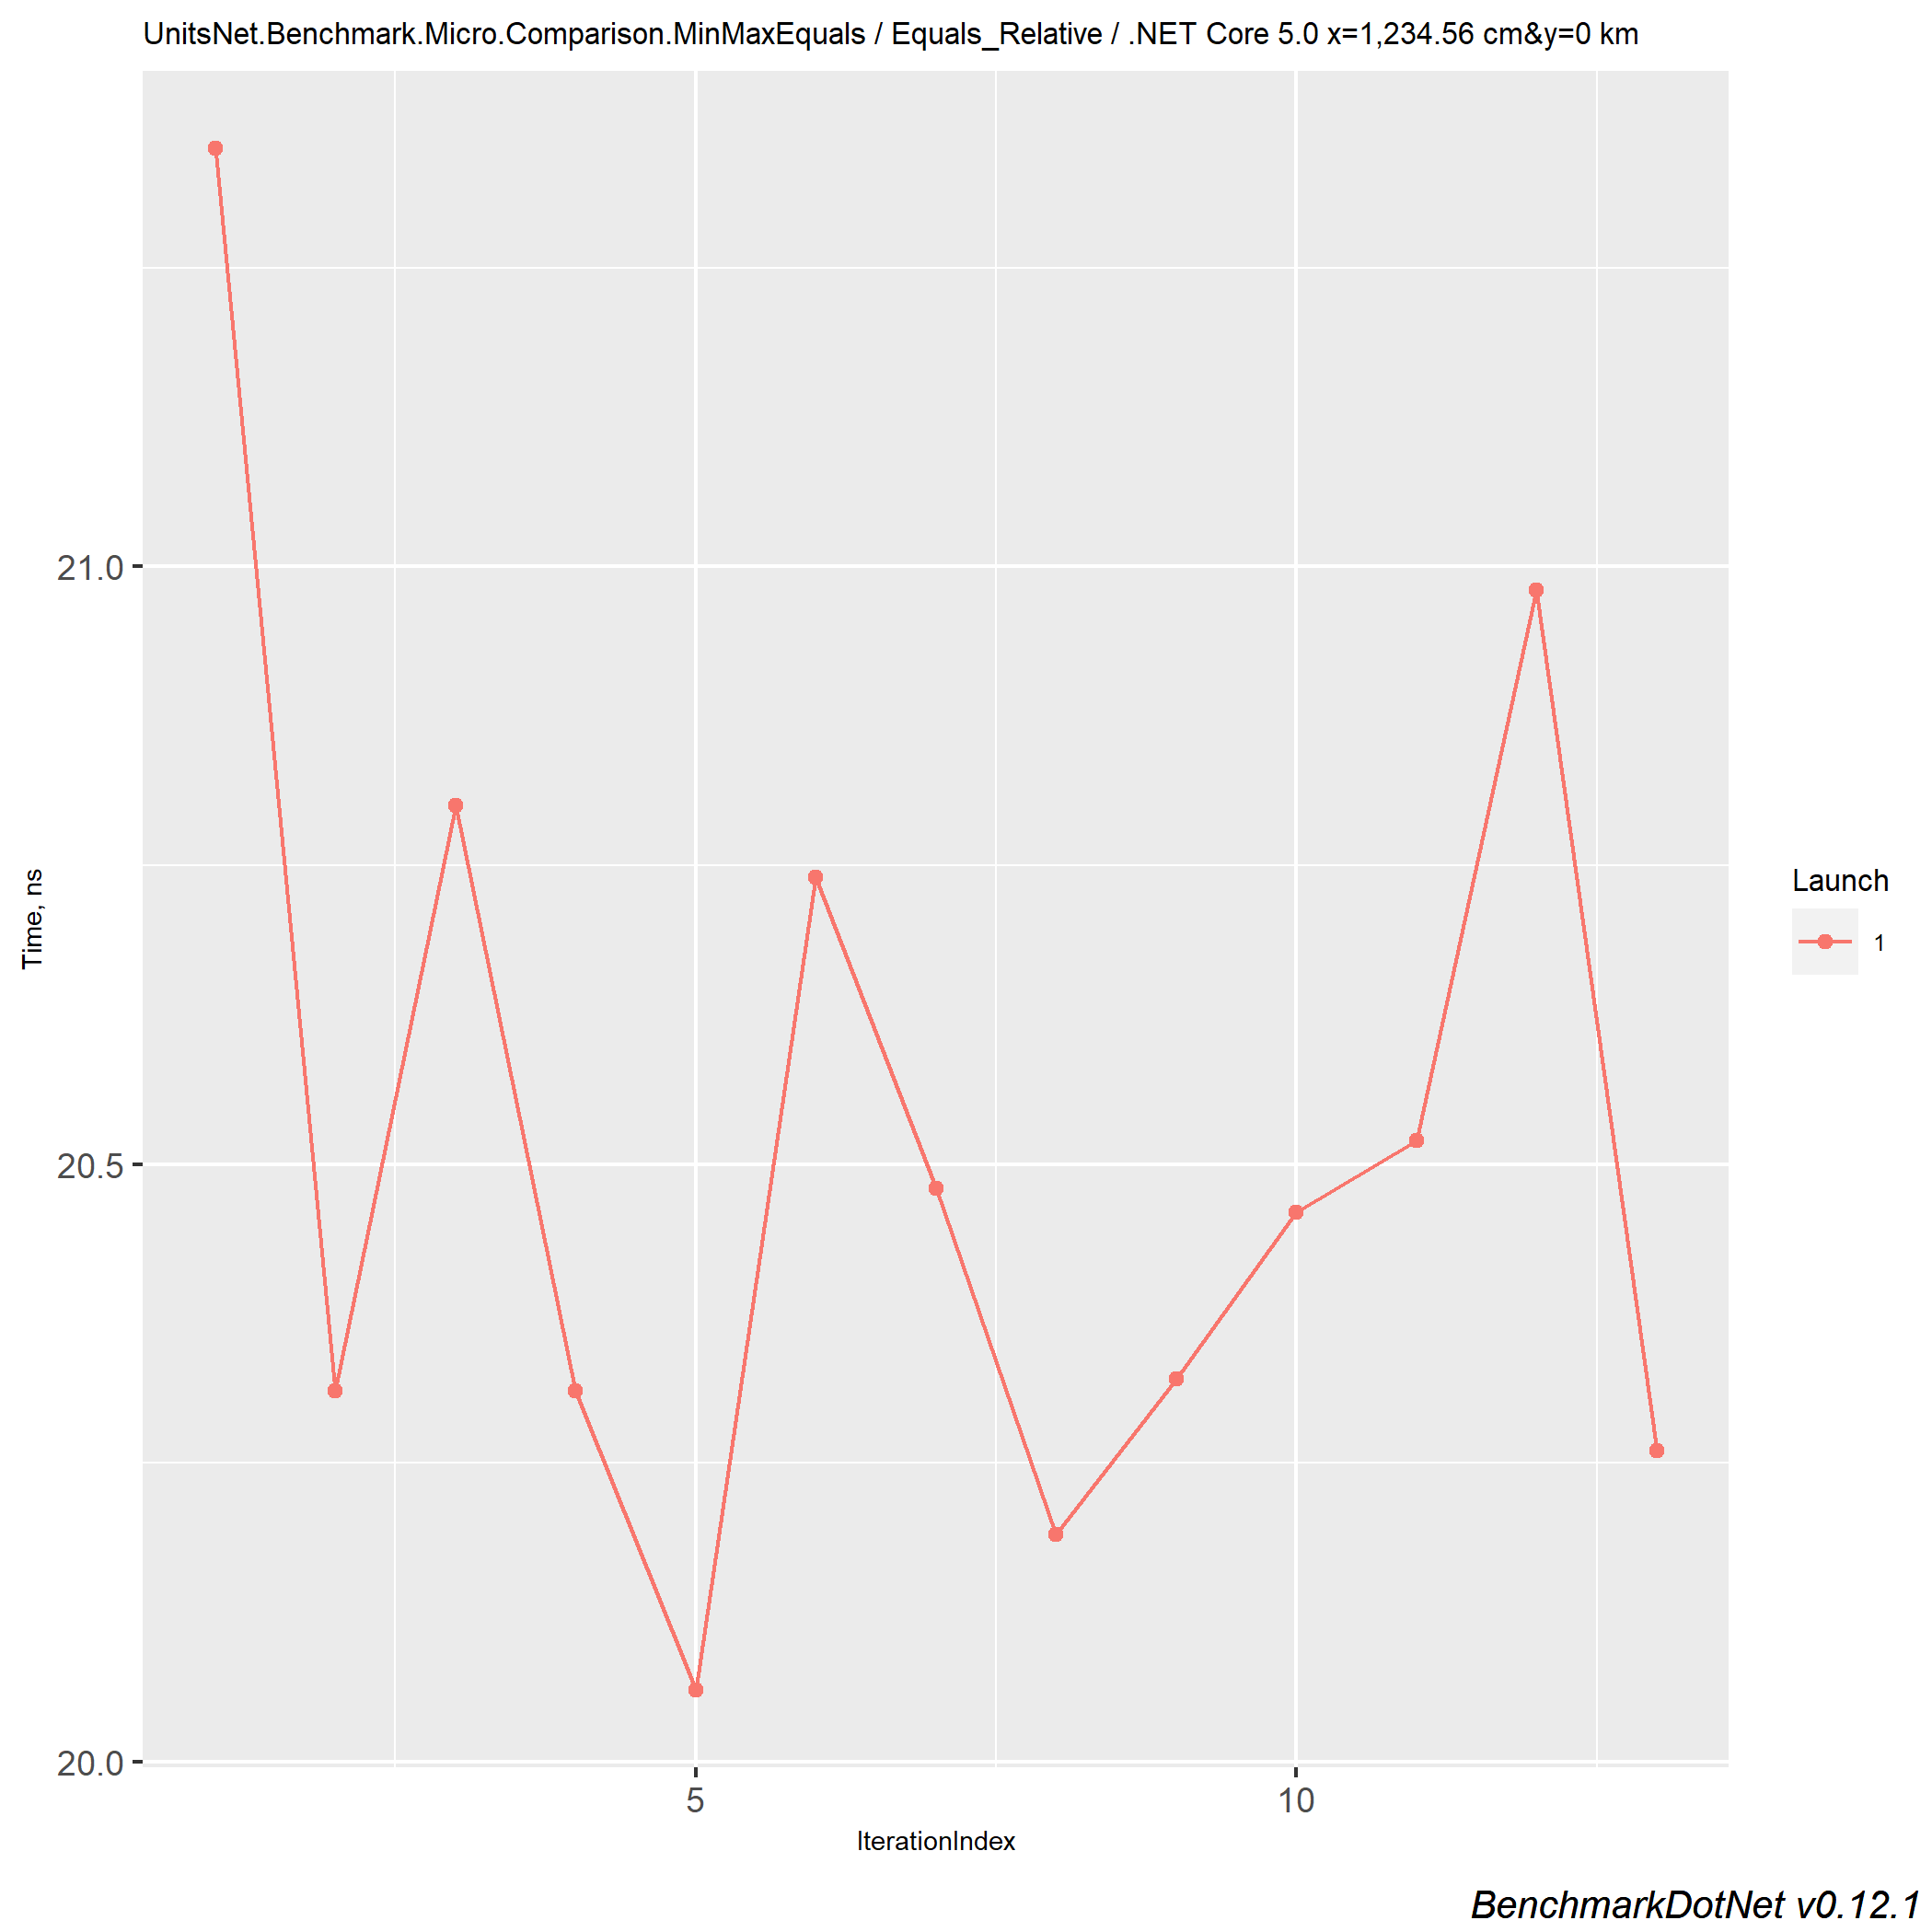 UnitsNet.Benchmark.Micro.Comparison.MinMaxEquals / Equals_Relative / .NET Core 5.0 x=1,234.56 cm&y=0 km
21.0
20.5
20.0
Time, ns
5
10
IterationIndex
Launch
1
BenchmarkDotNet v0.12.1